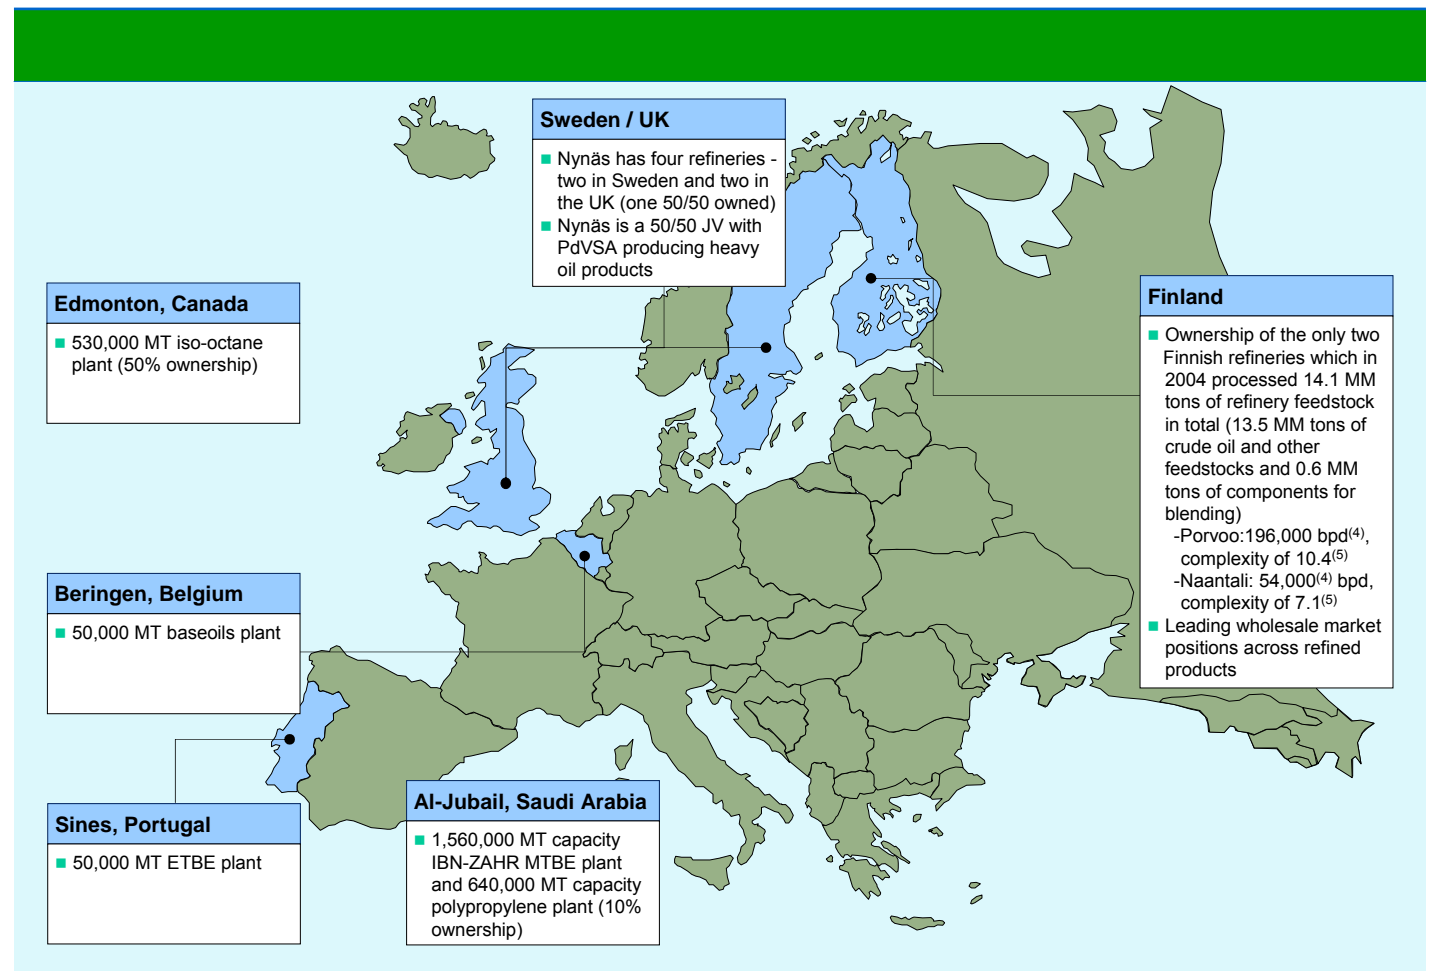 Sweden / UK
Nynäs has four refineries -
two in Sweden and two in
the UK (one 50/50 owned)
Nynäs is a 50/50 JV with
PdVSA producing heavy
oil products
Edmonton, Canada
530,000 MT iso-octane
plant (50% ownership)
Finland
Ownership of the only two
Finnish refineries which in
2004 processed 14.1 MM
tons of refinery feedstock
in total (13.5 MM tons of
crude oil and other
feedstocks and 0.6 MM
tons of components for
blending)
-Porvoo:196,000 bpd(4),
complexity of 10.4(5)
-Naantali: 54,000(4) bpd,
complexity of 7.1(5)
Leading wholesale market
positions across refined
products
Beringen, Belgium
50,000 MT baseoils plant
Sines, Portugal
50,000 MT ETBE plant
Al-Jubail, Saudi Arabia
1,560,000 MT capacity
IBN-ZAHR MTBE plant
and 640,000 MT capacity
polypropylene plant (10%
ownership)